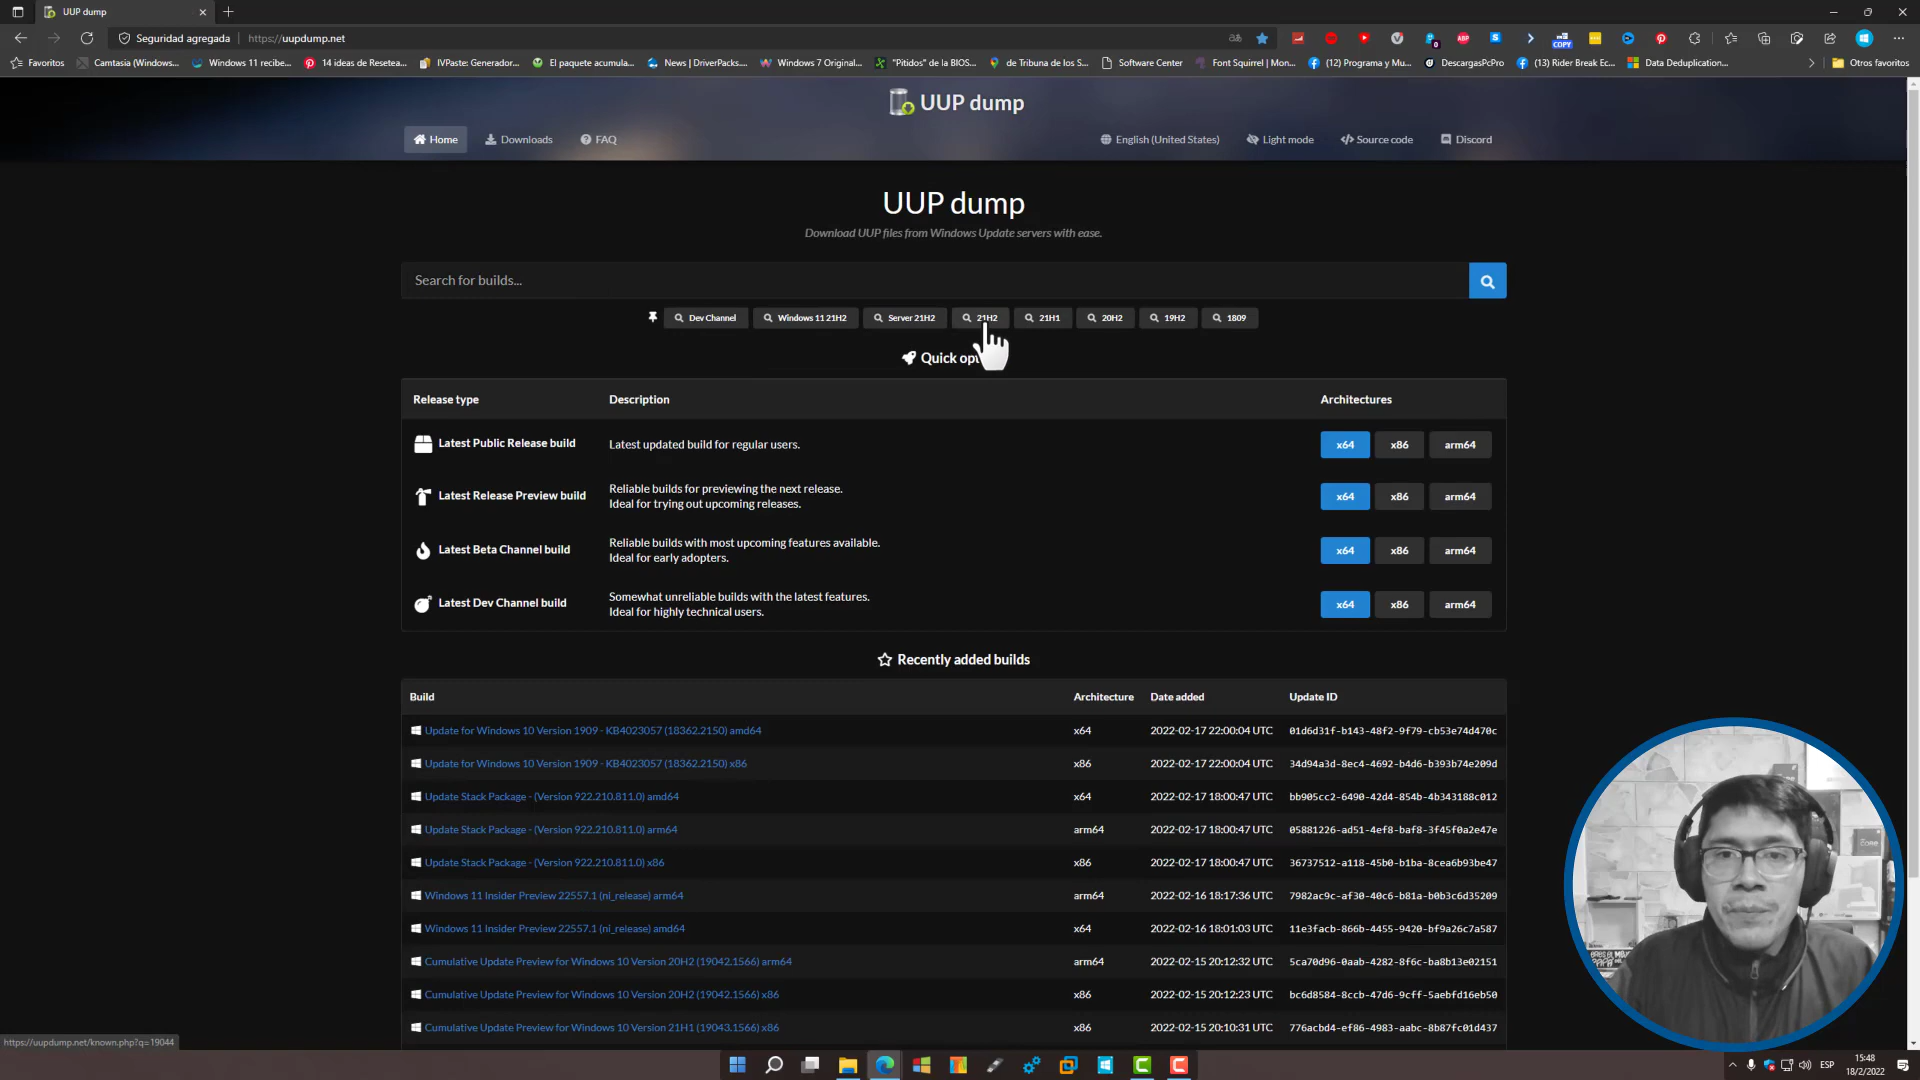 UUP dump
Seguridad agregada
https://uupdump.net
0
ABP
COPY
Favoritos
Camtasia (Windows...
Windows 11 recibe...
14 ideas de Resetea...
IVPaste: Generador...
El paquete acumula...
News | DriverPacks....
Windows 7 Original...
"Pitidos" de la BIOS...
de Tribuna de los S...
Software Center
Font Squirrel | Mon...
(12) Programa y Mu...
DescargasPcPro
(13) Rider Break Ec...
Data Deduplication...
Otros favoritos
UUP dump
Home
Downloads
FAQ
English (United States)
Light mode
Source code
Discord
UUP dump
Download UUP files from Windows Update servers with ease.
Search for builds...
Dev Channel
Windows 11 21H2
Server 21H2
21H2
21H1
20H2
19H2
1809
Quick op
Release type Description Architectures
Latest Public Release build Latest updated build for regular users. x64 x86 arm64
Latest Release Preview build Reliable builds for previewing the next release. x64 x86 arm64
Ideal for trying out upcoming releases.
Latest Beta Channel build Reliable builds with most upcoming features available. x64 x86 arm64
Ideal for early adopters.
Latest Dev Channel build Somewhat unreliable builds with the latest features. x64 x86 arm64
Ideal for highly technical users.
Recently added builds
Build Architecture Date added Update ID
Update for Windows 10 Version 1909 - KB4023057 (18362.2150) amd64 x64 2022-02-17 22:00:04 UTC 01d6d31f-b143-48f2-9f79-cb53e74d470c
Update for Windows 10 Version 1909 - KB4023057 (18362.2150) x86 x86 2022-02-17 22:00:04 UTC 34d94a3d-8ec4-4692-b4d6-b393b74e209d
Update Stack Package - (Version 922.210.811.0) amd64 x64 2022-02-17 18:00:47 UTC bb905cc2-6490-42d4-854b-4b343188c012
Update Stack Package - (Version 922.210.811.0) arm64 arm64 2022-02-17 18:00:47 UTC 05881226-ad51-4ef8-baf8-3f45f0a2e47e
Update Stack Package - (Version 922.210.811.0) x86 x86 2022-02-17 18:00:47 UTC 36737512-a118-45b0-b1ba-8cea6b93be47
Windows 11 Insider Preview 22557.1 (ni_release) arm64 arm64 2022-02-16 18:17:36 UTC 7982ac9c-af30-40c6-b81a-b0b3c6d35209
Windows 11 Insider Preview 22557.1 (ni_release) amd64 x64 2022-02-16 18:01:03 UTC 11e3facb-866b-4455-9420-bf9a26c7a587
Cumulative Update Preview for Windows 10 Version 20H2 (19042.1566) arm64 arm64 2022-02-15 20:12:32 UTC 5ca70d96-0aab-4282-8f6c-ba8b13e02151
Cumulative Update Preview for Windows 10 Version 20H2 (19042.1566) x86 x86 2022-02-15 20:12:23 UTC bc6d8584-8ccb-47d6-9cff-5aebfd16eb50
Cumulative Update Preview for Windows 10 Version 21H1 (19043.1566) x86 x86 2022-02-15 20:10:31 UTC 776acbd4-ef86-4983-aabc-8b87fc01d437
https://uupdump.net/known.php?q=19044
ESP
15:48
18/2/2022